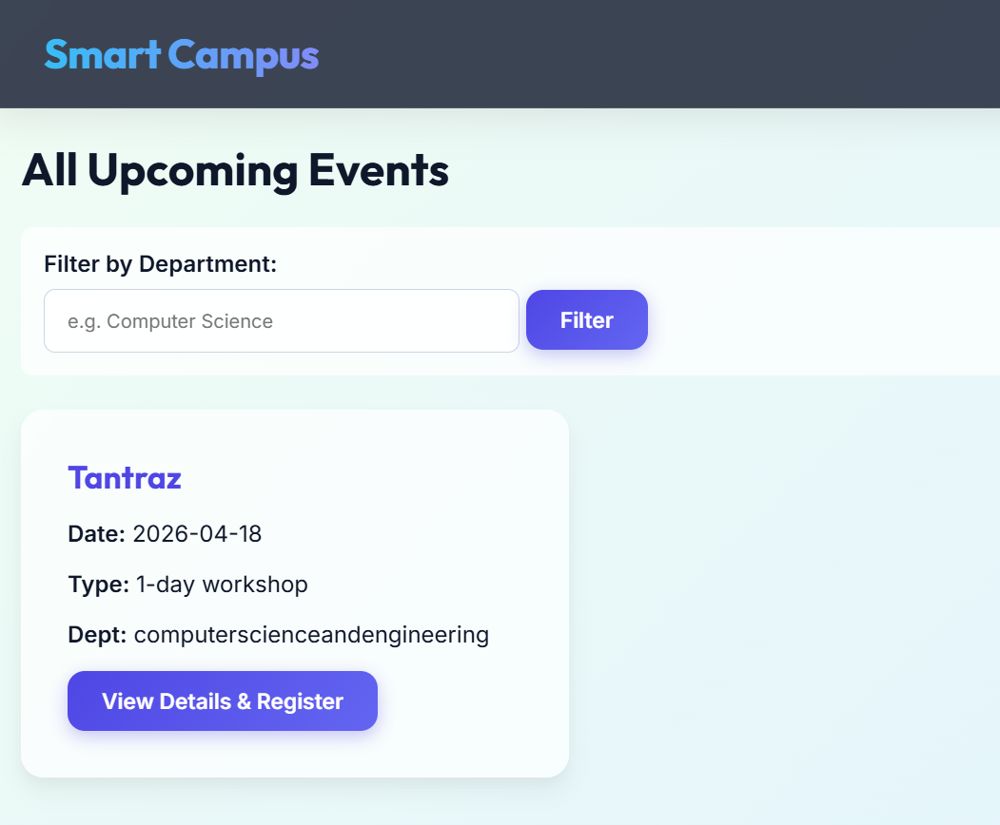 Smart Campus
All Upcoming Events
Filter by Department:
e.g. Computer Science
Filter
Tantraz
Date: 2026-04-18
Type: 1-day workshop
Dept: computerscienceandengineering
View Details & Register